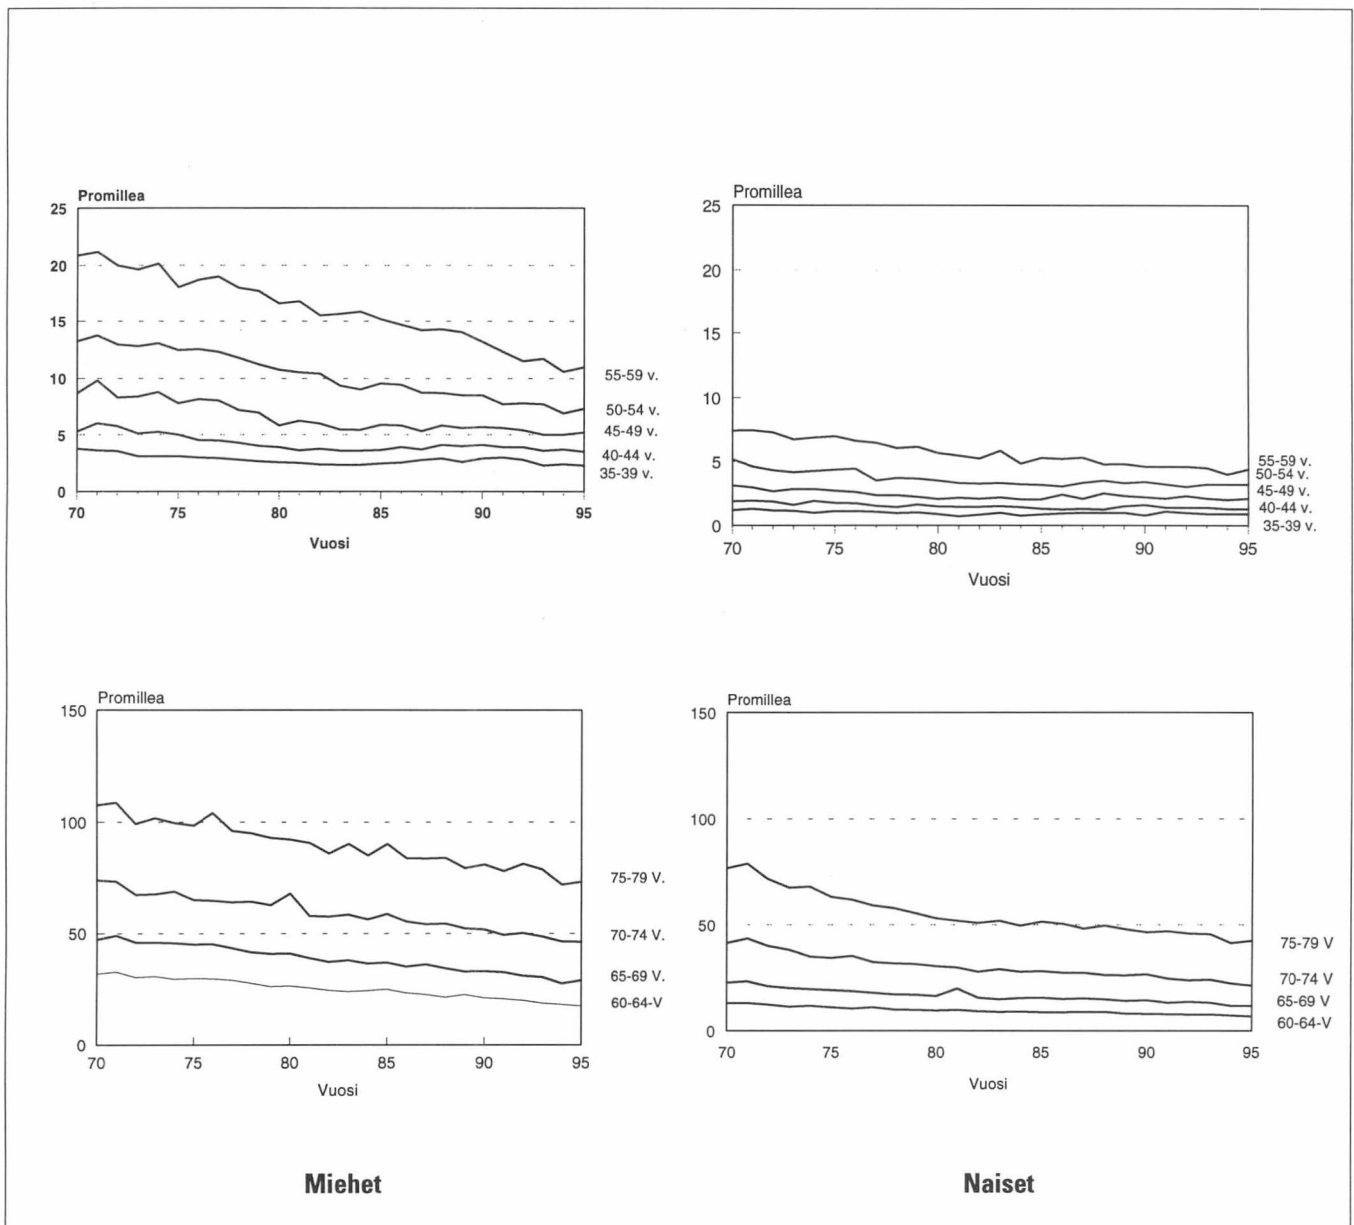 Promillea
25
20
15
10
5
0
70 75 80 85 90 95
Vuosi
55-59 v.
50-54 v.
45-49 v.
40-44 v.
35-39 v.
Promillea
25
20
15
10
5
0
70 75 80 85 90 95
Vuosi
55-59 v.
50-54 v.
45-49 v.
40-44 v.
35-39 v.
Promillea
150
100
50
0
70 75 80 85 90 95
Vuosi
75-79 V.
70-74 V.
65-69 V.
60-64-V
Promillea
150
100
50
0
70 75 80 85 90 95
Vuosi
75-79 V
70-74 V
65-69 V
60-64-V
Miehet
Naiset